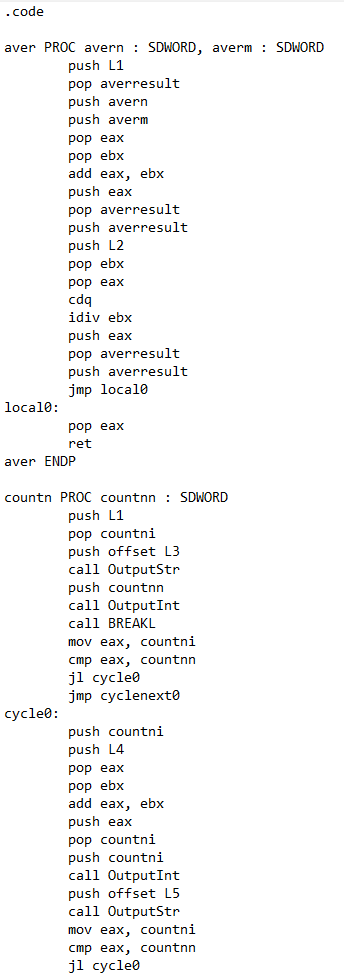 .code
aver PROC avern : SDWORD, averm : SDWORD
push L1
pop averresult
push avern
push averm
pop eax
pop ebx
add eax, ebx
push eax
pop averresult
push averresult
push L2
pop ebx
pop eax
cdq
idiv ebx
push eax
pop averresult
push averresult
jmp local0
local0:
pop eax
ret
aver ENDP
countn PROC countnn : SDWORD
push L1
pop countni
push offset L3
call OutputStr
push countnn
call OutputInt
call BREAKL
mov eax, countni
cmp eax, countnn
jl cycle0
jmp cyclenext0
cycle0:
push countni
push L4
pop eax
pop ebx
add eax, ebx
push eax
pop countni
push countni
call OutputInt
push offset L5
call OutputStr
mov eax, countni
cmp eax, countnn
jl cycle0